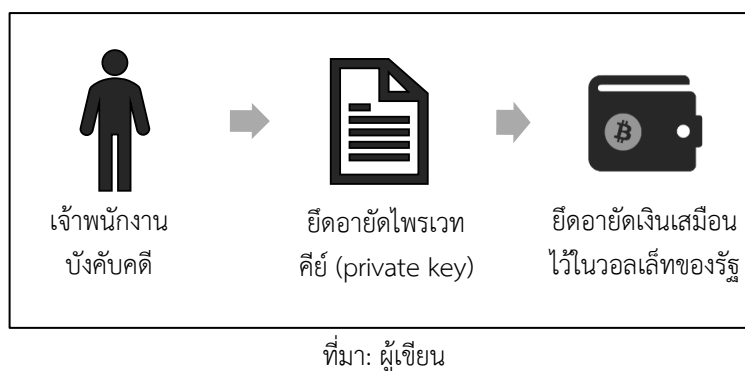 เจ้าพนักงาน
บังคับคดี
ยึดอายัดไพรเวท
คีย์ (private key)
ยึดอายัดเงินเสมือน
ไว้ในวอลเล็ทของรัฐ
ที่มา: ผู้เขียน